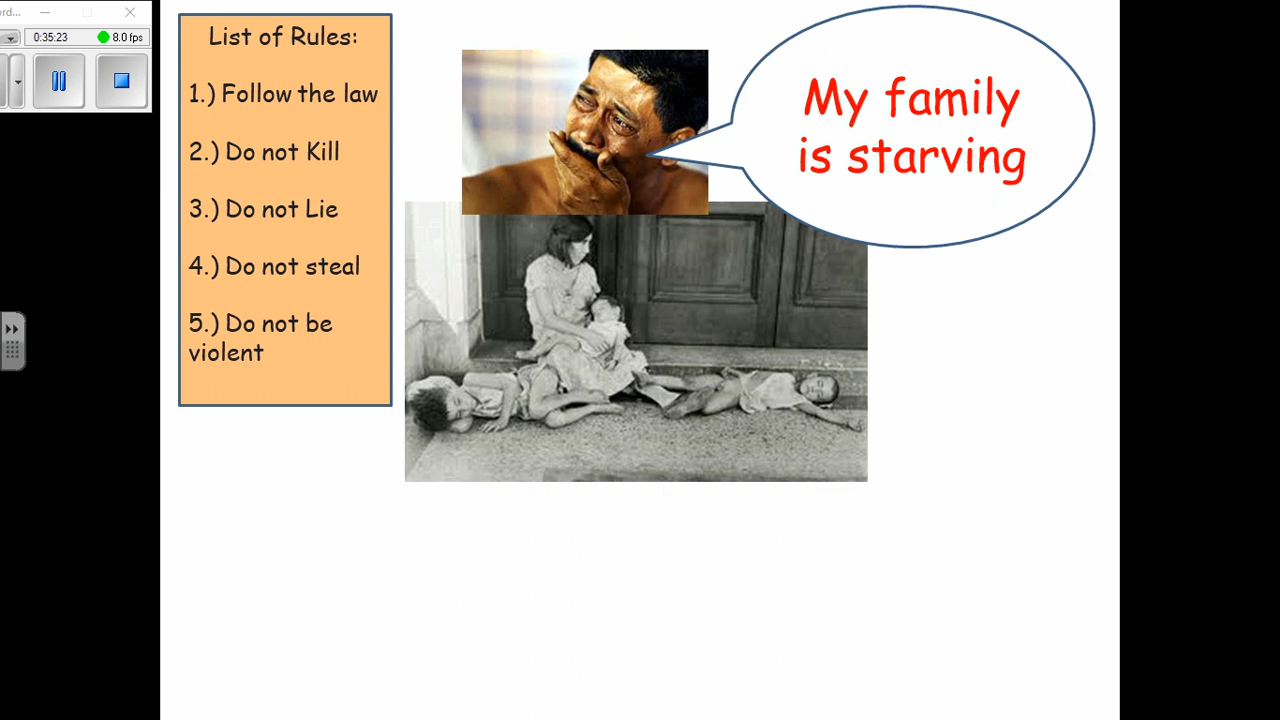 ord...
0:35:23
8.0 fps
List of Rules:
1.) Follow the law
2.) Do not Kill
3.) Do not Lie
4.) Do not steal
5.) Do not be
violent
My family
is starving